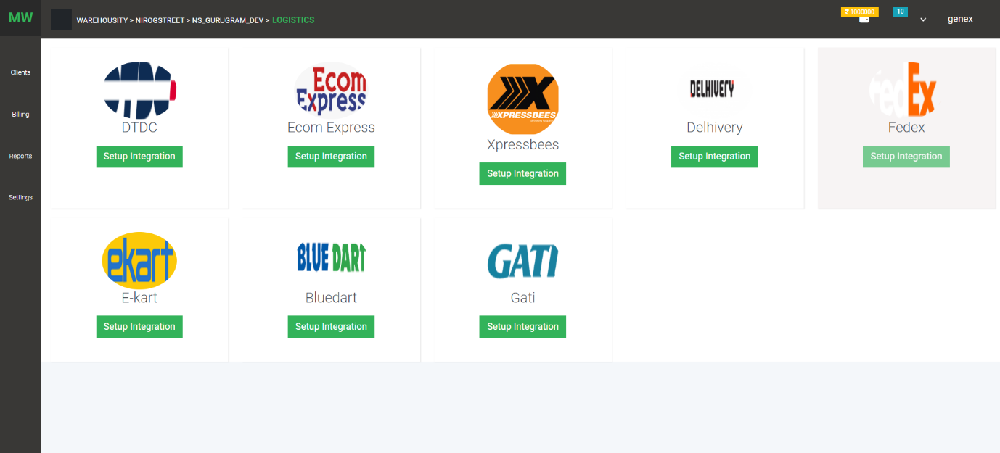 MW
WAREHOUSITY > NIROGSTREET > NS_GURUGRAM_DEV > LOGISTICS
₹ 1000000
10
genex
Clients
Billing
Reports
Settings
DTDC
Setup Integration
Ecom
Express
Ecom Express
Setup Integration
XPRESSBEES
Xpressbees
Setup Integration
DELHIVERY
Delhivery
Setup Integration
FedEx
Fedex
Setup Integration
ekart
E-kart
Setup Integration
BLUE DART
Bluedart
Setup Integration
GATI
Gati
Setup Integration